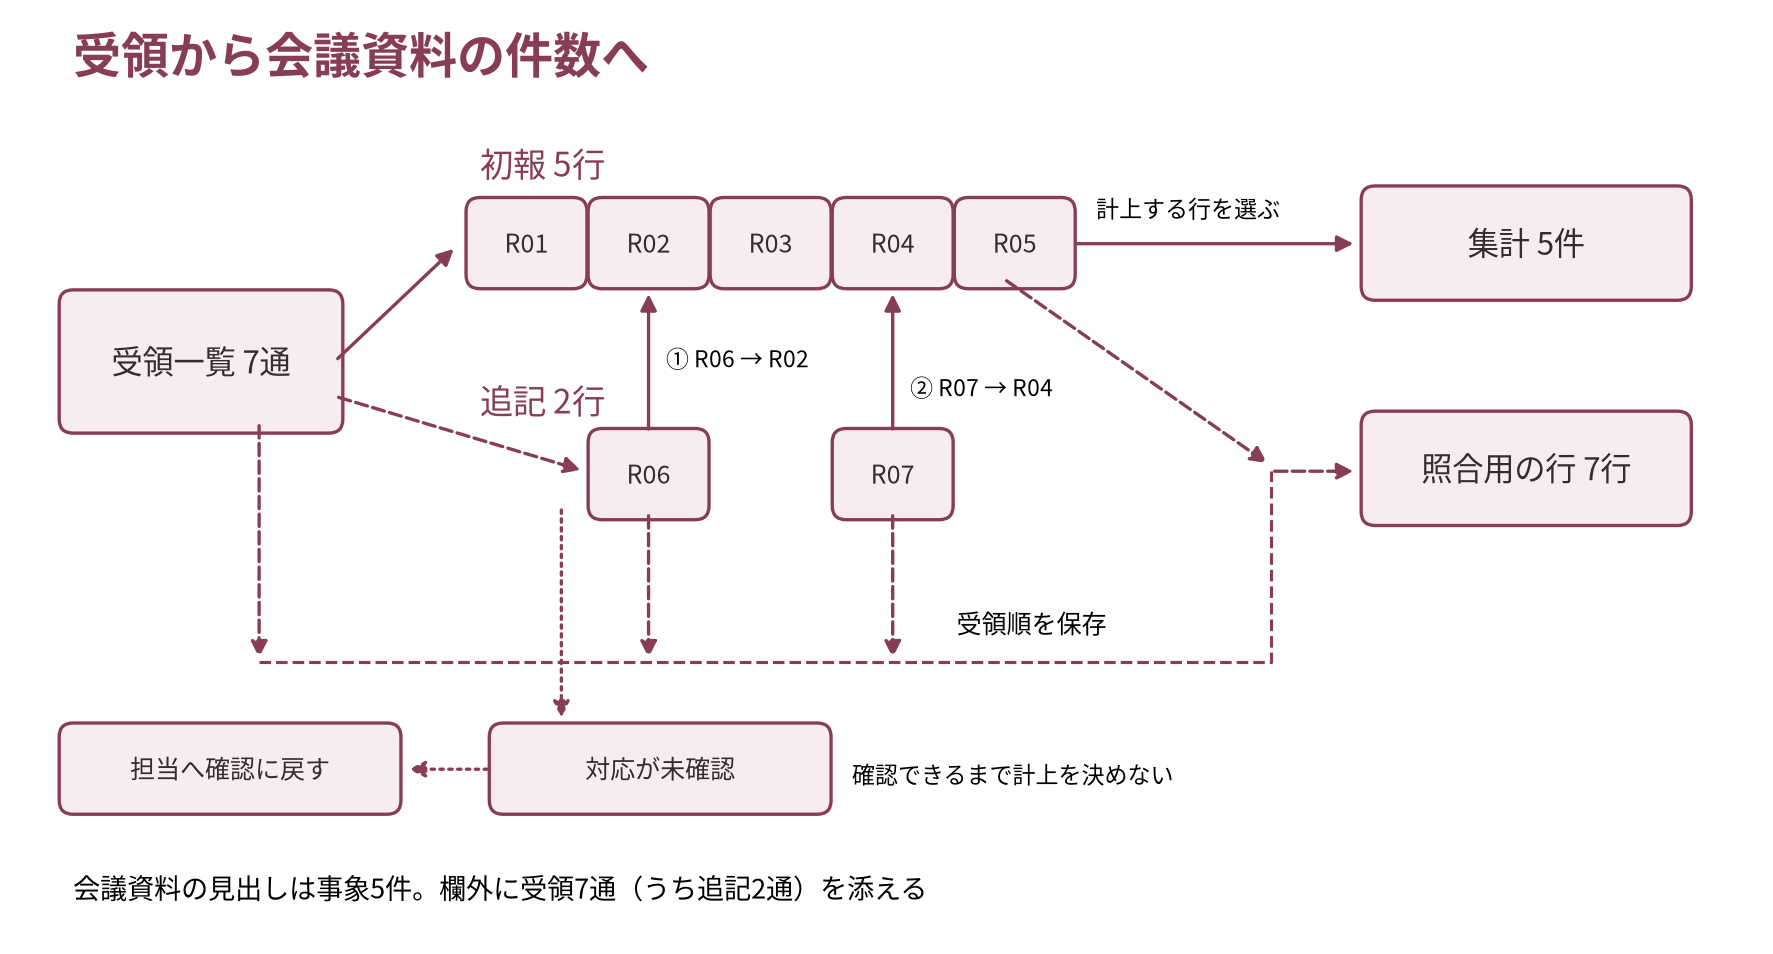 受領から会議資料の件数へ
初報 5行
R01
R02
R03
R04
R05
計上する行を選ぶ
集計 5件
受領一覧 7通
① R06 → R02
② R07 → R04
追記 2行
R06
R07
照合用の行 7行
受領順を保存
担当へ確認に戻す
対応が未確認
確認できるまで計上を決めない
会議資料の見出しは事象5件。欄外に受領7通（うち追記2通）を添える